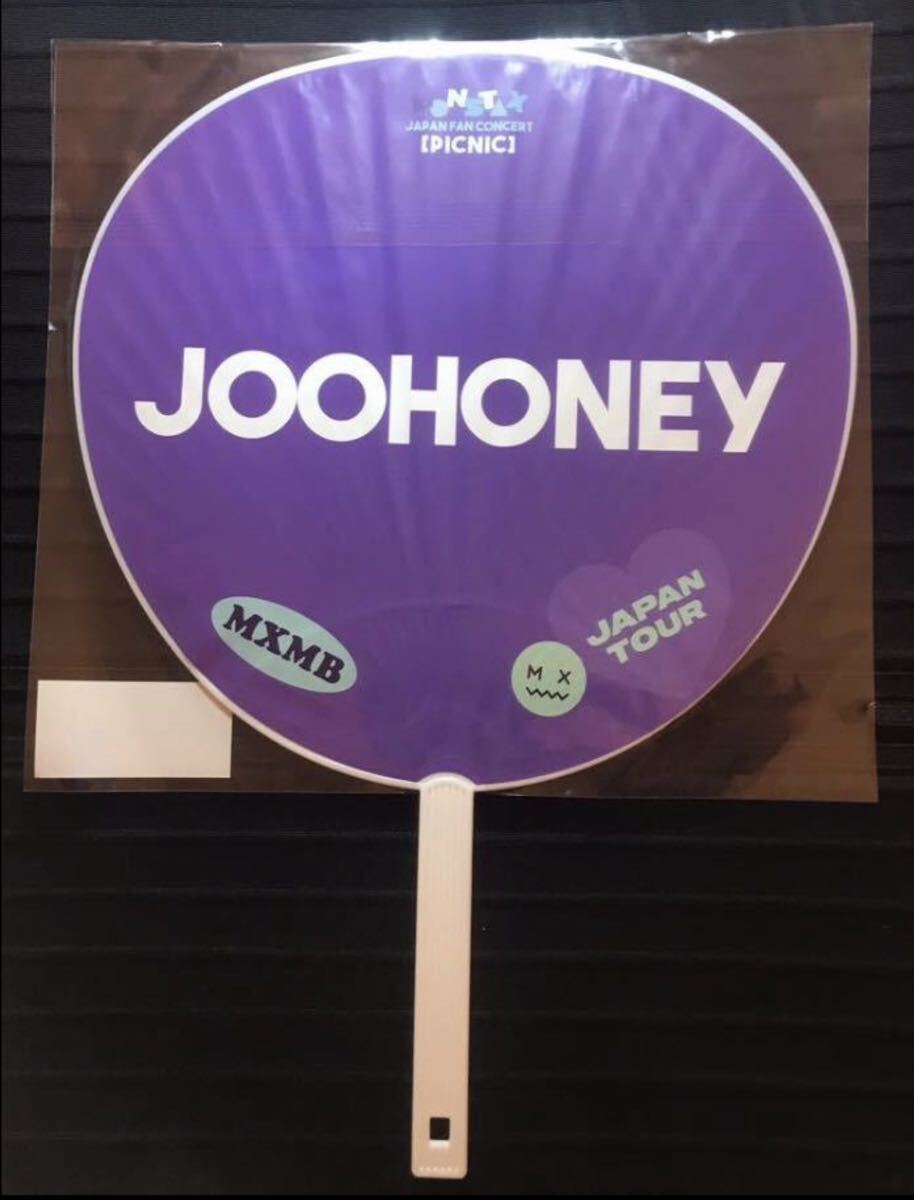 MONSTA X
JAPAN FAN CONCERT
【PICNIC】
JOOHONEY
MXMB
JAPAN
TOUR
M X